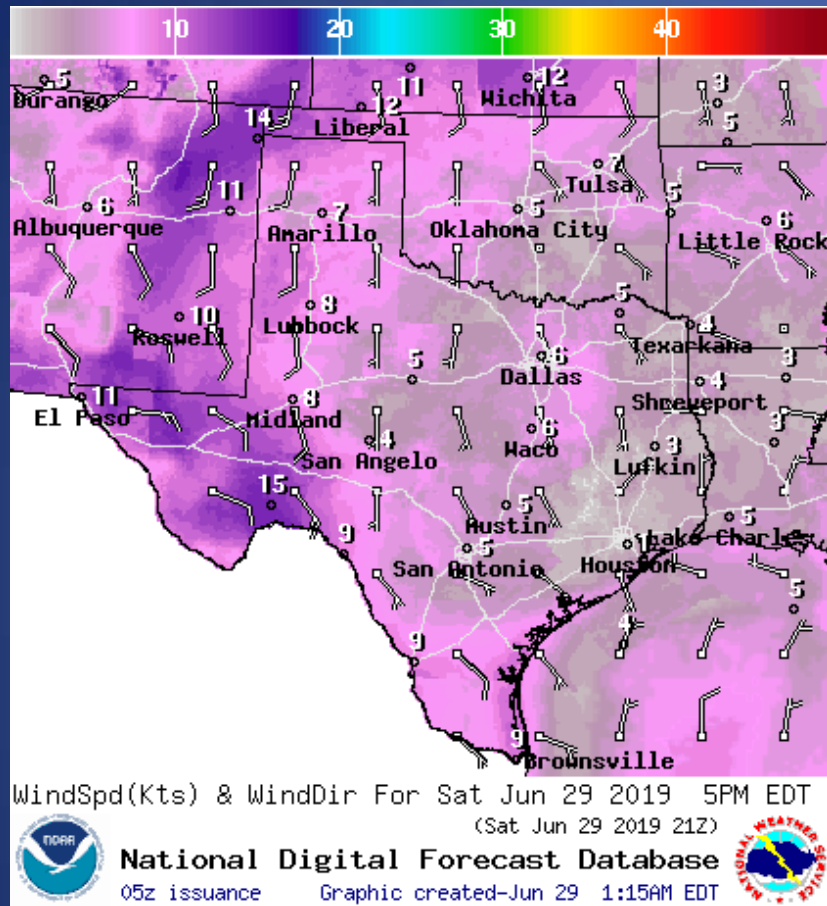 10 20 30 40
5 11 12 3
Durango 12 Wichita
14 Liberal 5
7
Tulsa
6 11 7 5 5 6
Albuquerque Amarillo Oklahoma City Little Rock
10 8 5
Roswell Lubbock 4
Texarkana
5 6 3
Dallas 4
11 8 Shreveport
El Paso Midland
4 6 3 3
San Angelo Waco Lufkin
15 5 5
Austin Lake Charles
9 5 1
San Antonio Houston
5
4
9
9
Brownsville
WindSpd(Kts) & WindDir For Sat Jun 29 2019 5PM EDT
(Sat Jun 29 2019 21Z)
NOAA
National Digital Forecast Database
05z issuance Graphic created-Jun 29 1:15AM EDT
NATIONAL WEATHER SERVICE